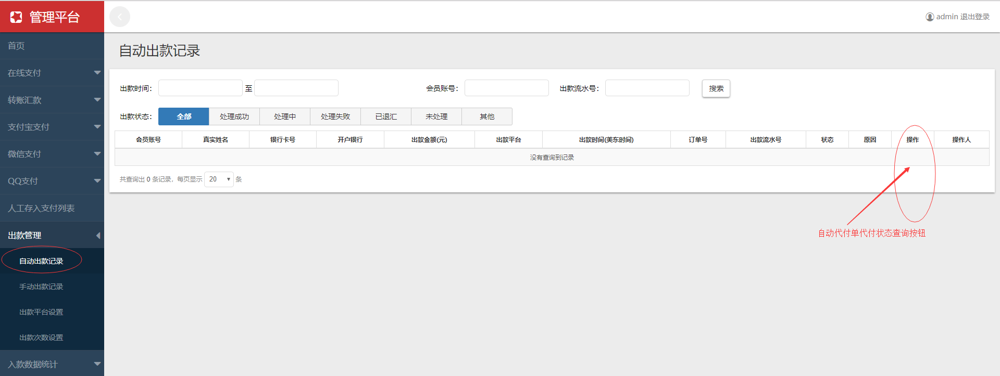 管理平台
admin 退出登录
首页
在线支付
转账汇款
支付宝支付
微信支付
QQ支付
人工存入支付列表
出款管理
自动出款记录
手动出款记录
出款平台设置
出款次数设置
入款数据统计
自动出款记录
出款时间： 至 会员账号： 出款流水号： 搜索
出款状态： 全部 处理成功 处理中 处理失败 已退汇 未处理 其他
会员账号 真实姓名 银行卡号 开户银行 出款金额(元) 出款平台 出款时间(美东时间) 订单号 出款流水号 状态 原因 操作 操作人
没有查询到记录
共查询出 0 条记录，每页显示 20 条
自动代付单代付状态查询按钮